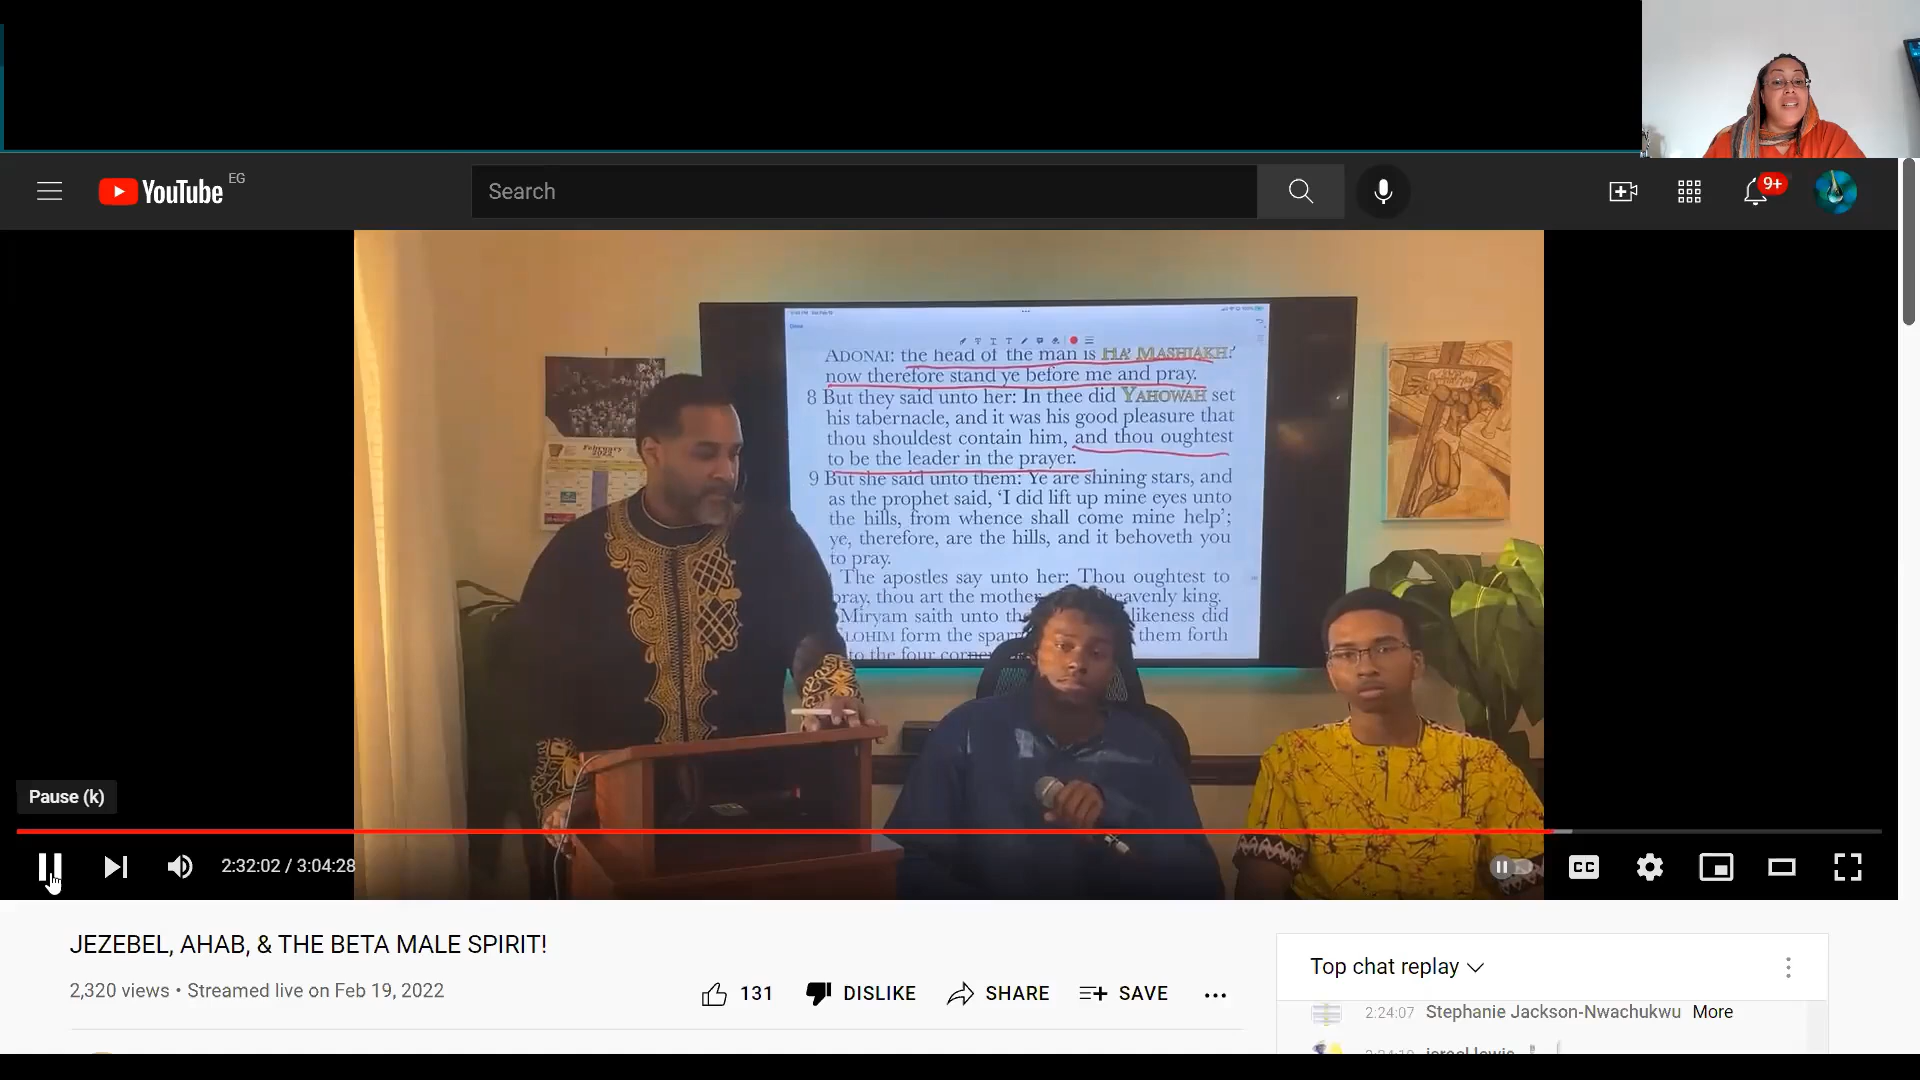 YouTube EG
Search
9+
ADONAI: the head of the man is HA' MASHIAKH:
now therefore stand ye before me and pray.
8 But they said unto her: In thee did YAHOWAH set
his tabernacle, and it was his good pleasure that
thou shouldest contain him, and thou oughtest
to be the leader in the prayer.
9 But she said unto them: Ye are shining stars, and
as the prophet said, ‘I did lift up mine eyes unto
the hills, from whence shall come mine help’;
ye, therefore, are the hills, and it behoveth you
to pray.
The apostles say unto her: Thou oughtest to
pray, thou art the mother heavenly king.
Miryam saith unto likeness did
ELOHIM form the them forth
to the four
February
Pause (k)
2:32:02 / 3:04:28
CC
JEZEBEL, AHAB, & THE BETA MALE SPIRIT!
2,320 views • Streamed live on Feb 19, 2022
131
DISLIKE
SHARE
SAVE
Top chat replay
2:24:07 Stephanie Jackson-Nwachukwu More